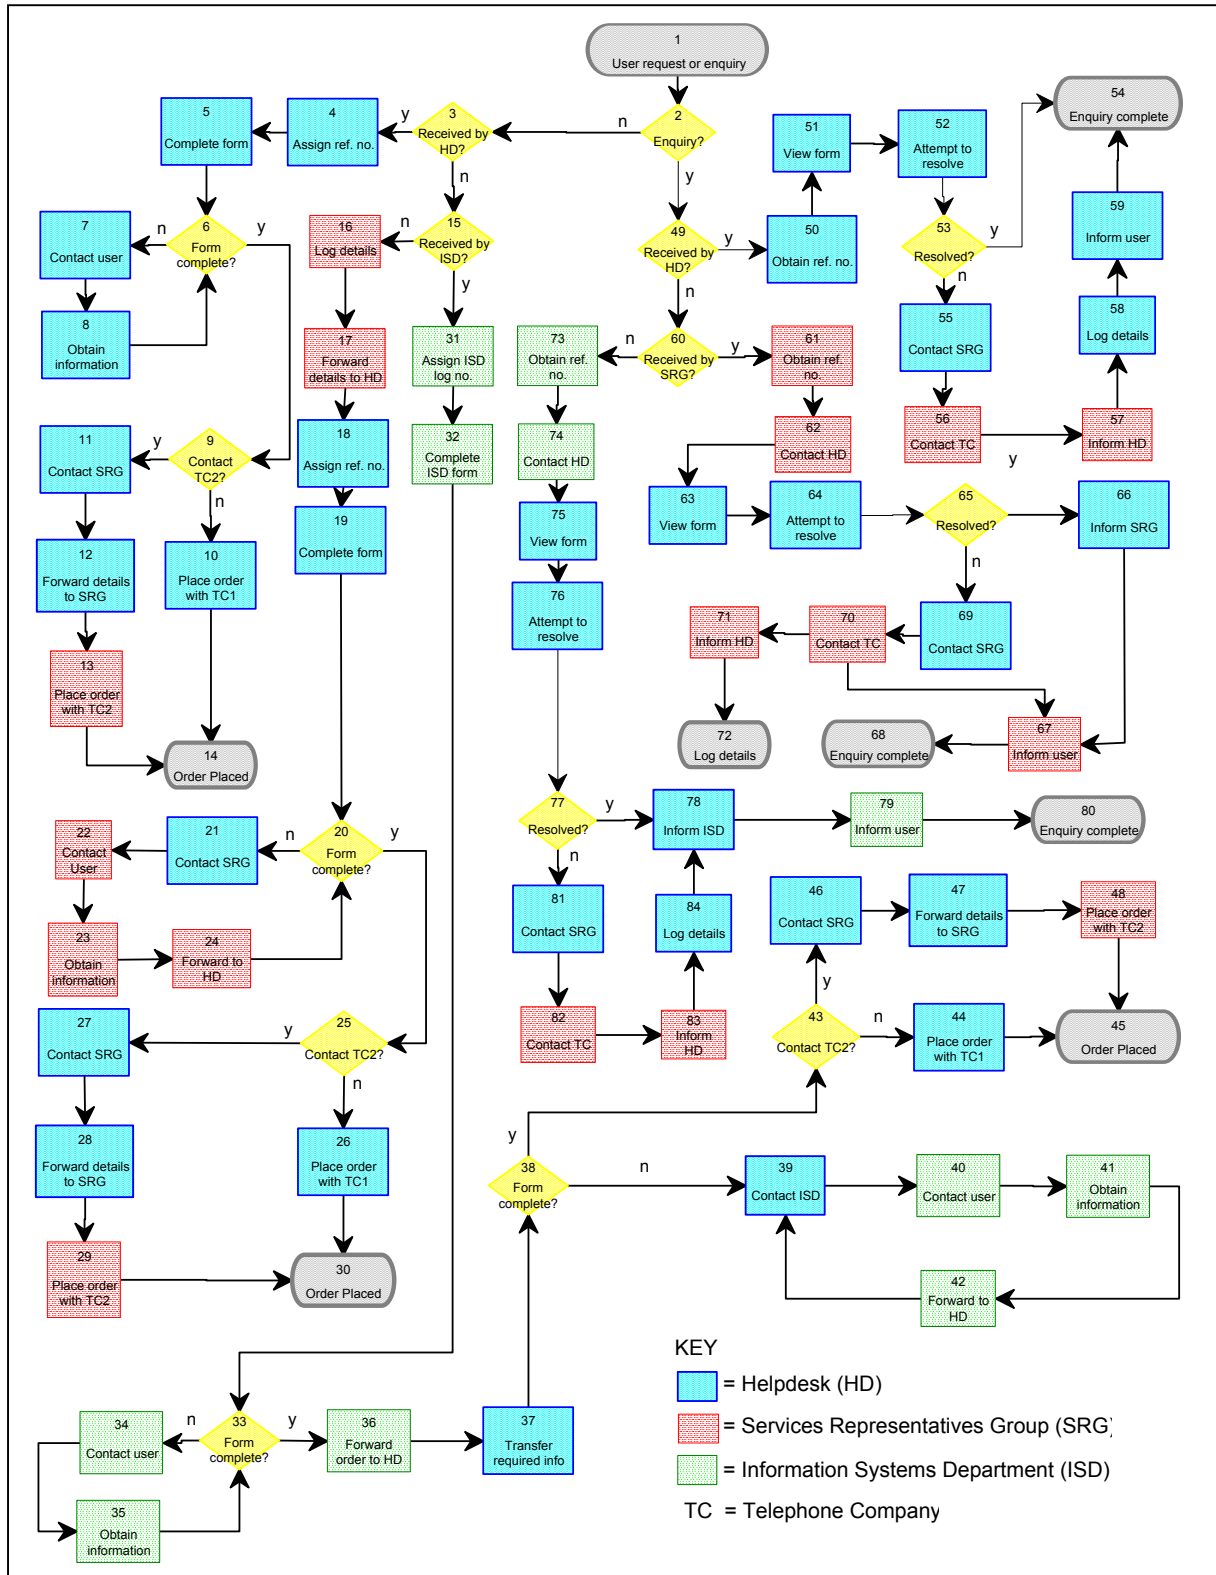 1
User request or enquiry
2
Enquiry?
n
y
3
Received by
HD?
y
n
4
Assign ref. no.
5
Complete form
6
Form
complete?
n
y
7
Contact user
8
Obtain
information
9
Contact
TC2?
y
n
10
Place order
with TC1
11
Contact SRG
12
Forward details
to SRG
13
Place order
with TC2
14
Order Placed
15
Received by
ISD?
n
y
16
Log details
17
Forward
details to HD
18
Assign ref. no.
19
Complete form
20
Form
complete?
n
y
21
Contact SRG
22
Contact
User
23
Obtain
information
24
Forward to
HD
25
Contact TC2?
y
n
26
Place order
with TC1
27
Contact SRG
28
Forward details
to SRG
29
Place order
with TC2
30
Order Placed
31
Assign ISD
log no.
32
Complete
ISD form
33
Form
complete?
n
y
34
Contact user
35
Obtain
information
36
Forward
order to HD
37
Transfer
required info
38
Form
complete?
y
n
39
Contact ISD
40
Contact user
41
Obtain
information
42
Forward to
HD
43
Contact TC2?
y
n
44
Place order
with TC1
45
Order Placed
46
Contact SRG
47
Forward details
to SRG
48
Place order
with TC2
49
Received by
HD?
y
n
50
Obtain ref. no.
51
View form
52
Attempt to
resolve
53
Resolved?
y
n
54
Enquiry complete
55
Contact SRG
56
Contact TC
57
Inform HD
58
Log details
59
Inform user
60
Received by
SRG?
n
y
61
Obtain ref.
no.
62
Contact HD
63
View form
64
Attempt to
resolve
65
Resolved?
y
n
66
Inform SRG
67
Inform user
68
Enquiry complete
69
Contact SRG
70
Contact TC
71
Inform HD
72
Log details
73
Obtain ref.
no.
74
Contact HD
75
View form
76
Attempt to
resolve
77
Resolved?
y
n
78
Inform ISD
79
Inform user
80
Enquiry complete
81
Contact SRG
82
Contact TC
83
Inform
HD
84
Log details
KEY
= Helpdesk (HD)
= Services Representatives Group (SRG)
= Information Systems Department (ISD)
TC = Telephone Company